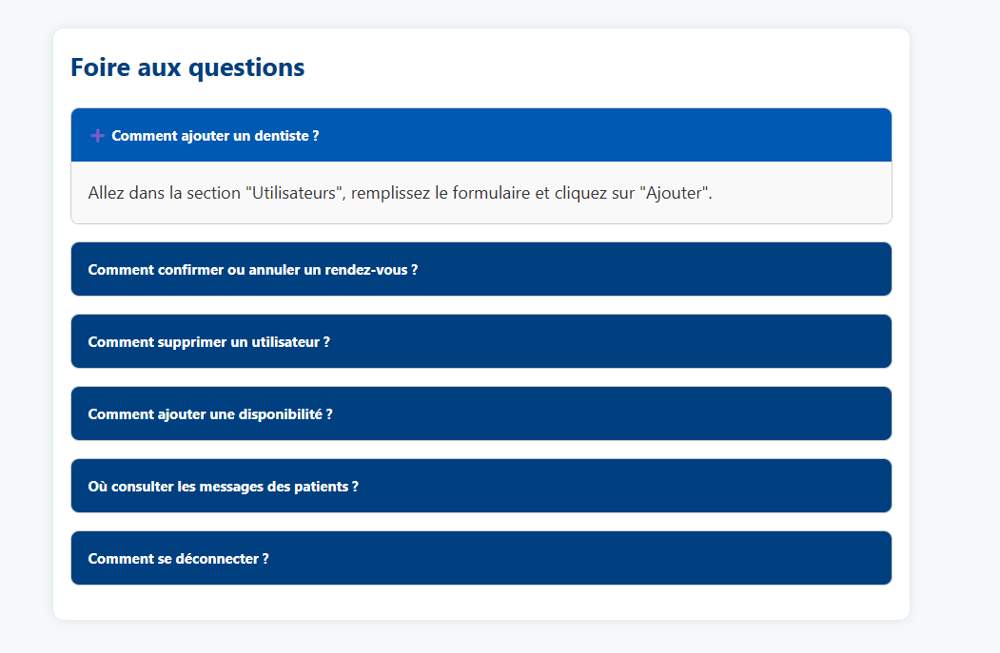 Foire aux questions
➕ Comment ajouter un dentiste ?
Allez dans la section "Utilisateurs", remplissez le formulaire et cliquez sur "Ajouter".
Comment confirmer ou annuler un rendez-vous ?
Comment supprimer un utilisateur ?
Comment ajouter une disponibilité ?
Où consulter les messages des patients ?
Comment se déconnecter ?